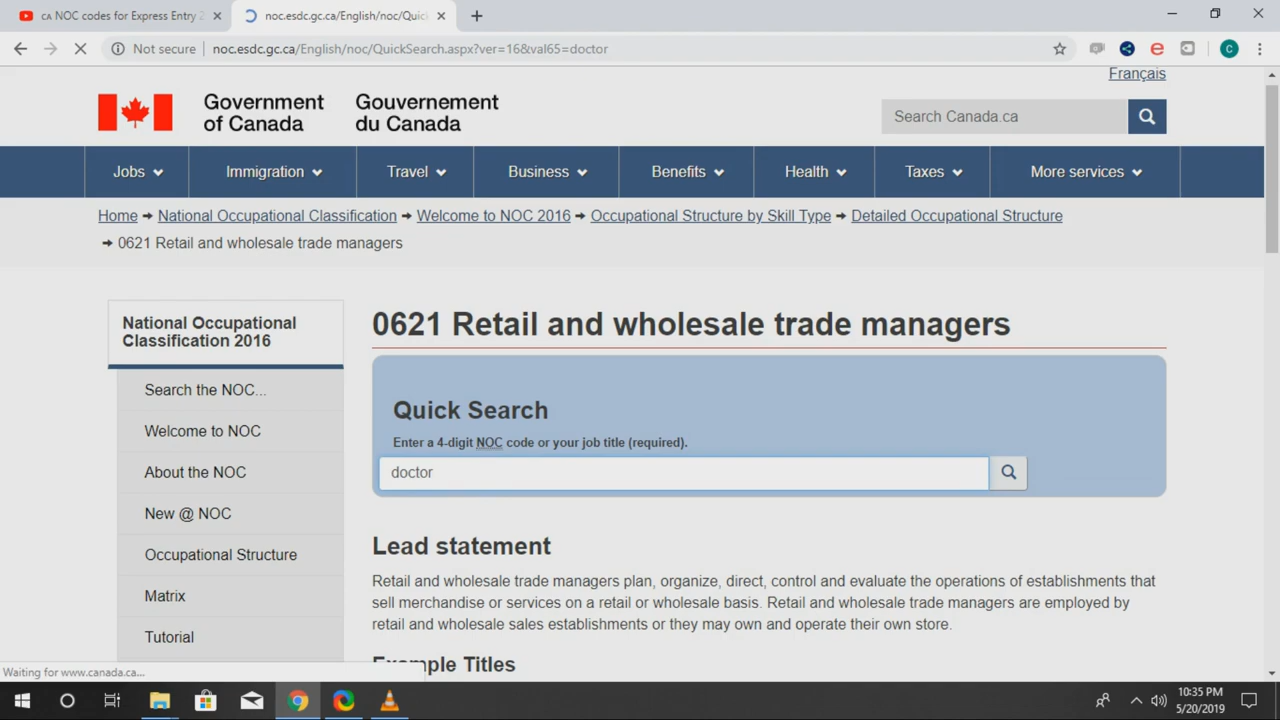 CA NOC codes for Express Entry 2
noc.esdc.gc.ca/English/noc/Quick
Not secure noc.esdc.gc.ca/English/noc/QuickSearch.aspx?ver=16&val65=doctor
C
Français
Government of Canada
Gouvernement du Canada
Search Canada.ca
Jobs Immigration Travel Business Benefits Health Taxes More services
Home National Occupational Classification Welcome to NOC 2016 Occupational Structure by Skill Type Detailed Occupational Structure
0621 Retail and wholesale trade managers
National Occupational
Classification 2016
Search the NOC...
Welcome to NOC
About the NOC
New @ NOC
Occupational Structure
Matrix
Tutorial
0621 Retail and wholesale trade managers
Quick Search
Enter a 4-digit NOC code or your job title (required).
doctor
Lead statement
Retail and wholesale trade managers plan, organize, direct, control and evaluate the operations of establishments that
sell merchandise or services on a retail or wholesale basis. Retail and wholesale trade managers are employed by
retail and wholesale sales establishments or they may own and operate their own store.
Example Titles
Waiting for www.canada.ca...
10:35 PM
5/20/2019